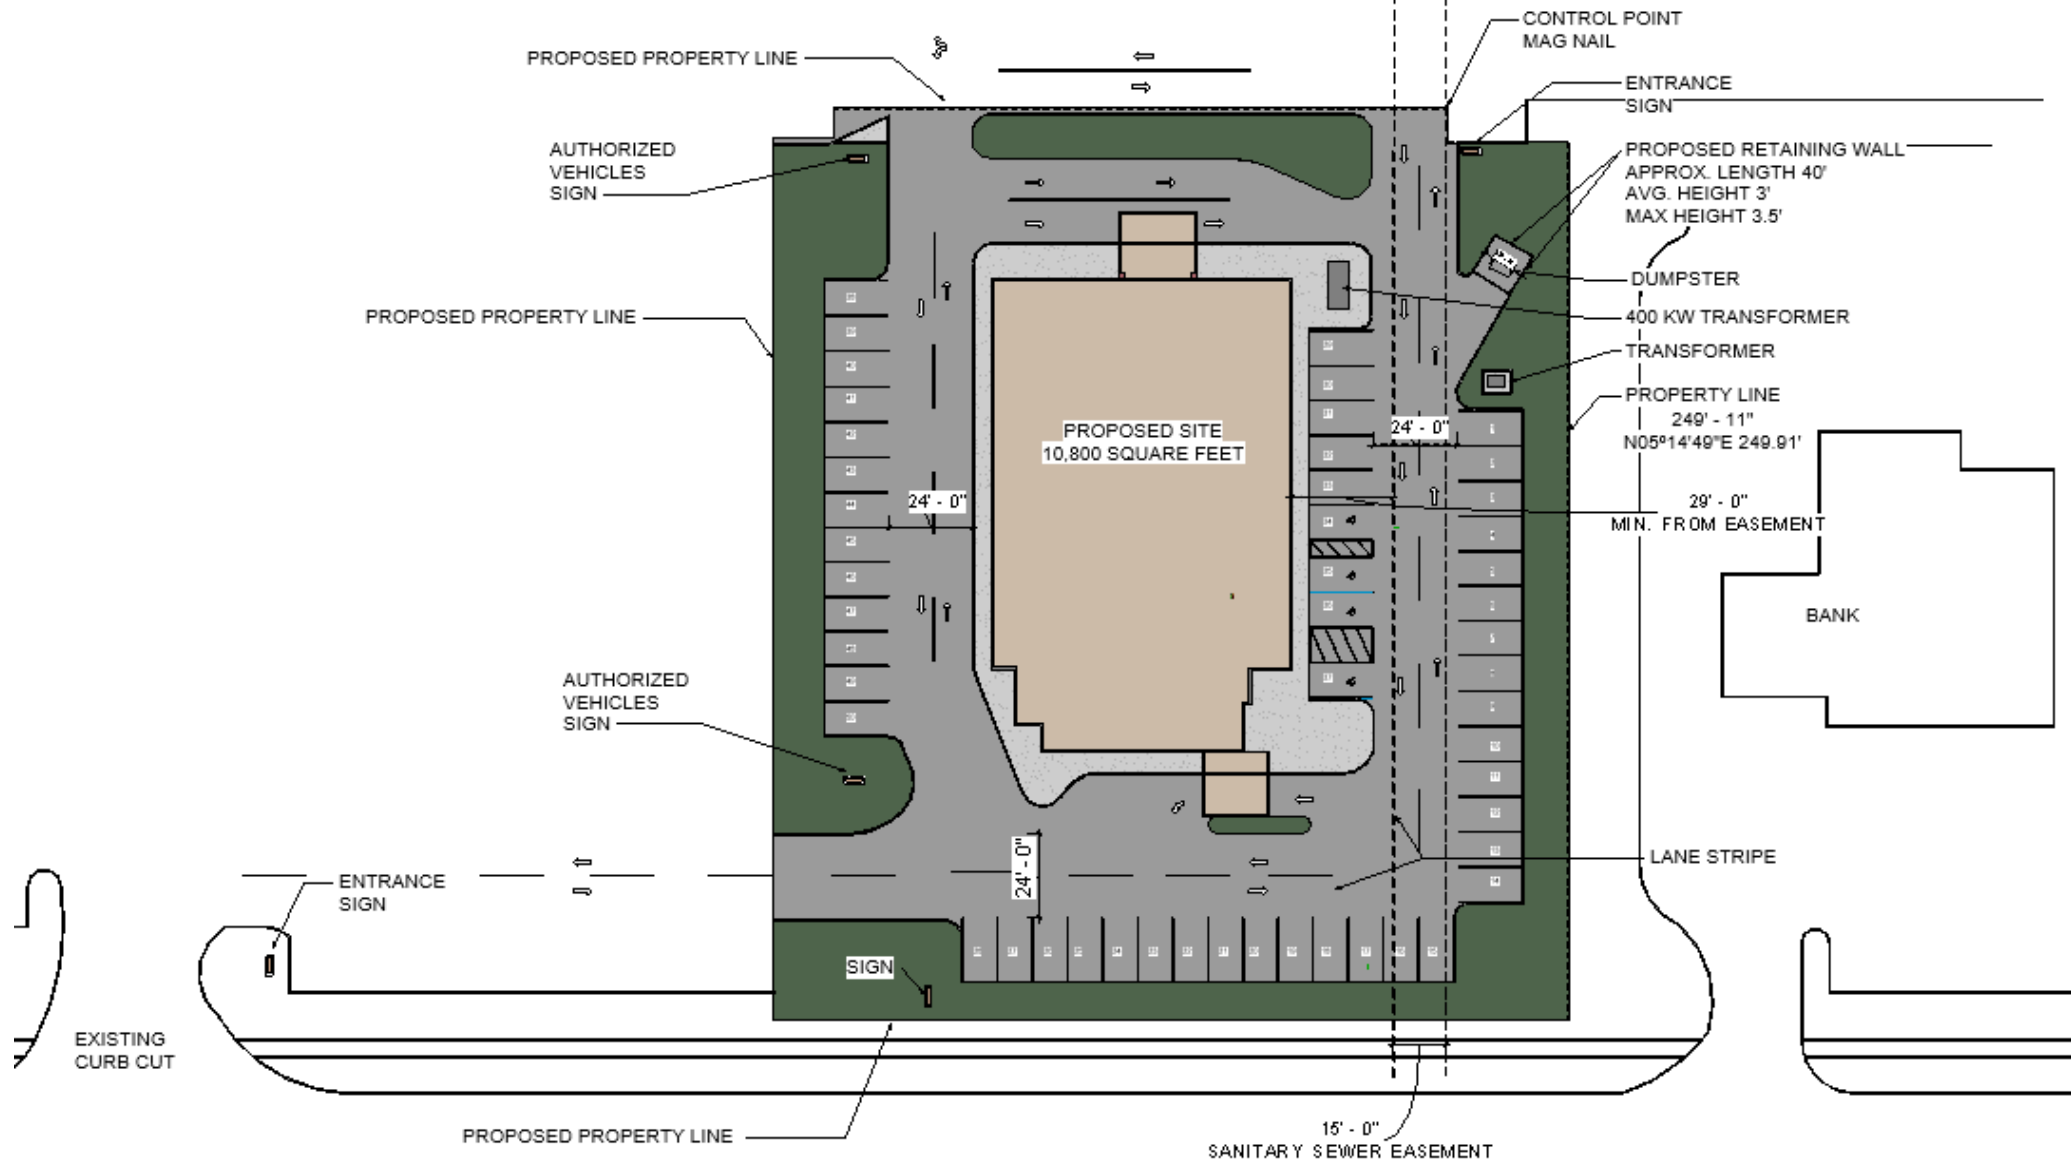 CONTROL POINT
MAG NAIL
PROPOSED PROPERTY LINE
ENTRANCE
SIGN
AUTHORIZED
VEHICLES
SIGN
PROPOSED RETAINING WALL
APPROX. LENGTH 40'
AVG. HEIGHT 3'
MAX HEIGHT 3.5'
DUMPSTER
PROPOSED PROPERTY LINE
400 KW TRANSFORMER
TRANSFORMER
PROPERTY LINE
249' - 11"
N05º14'49"E 249.91'
24' - 0"
PROPOSED SITE
10,800 SQUARE FEET
24' - 0"
29' - 0"
MIN. FROM EASEMENT
BANK
AUTHORIZED
VEHICLES
SIGN
24' - 0"
LANE STRIPE
ENTRANCE
SIGN
SIGN
EXISTING
CURB CUT
PROPOSED PROPERTY LINE
15' - 0"
SANITARY SEWER EASEMENT